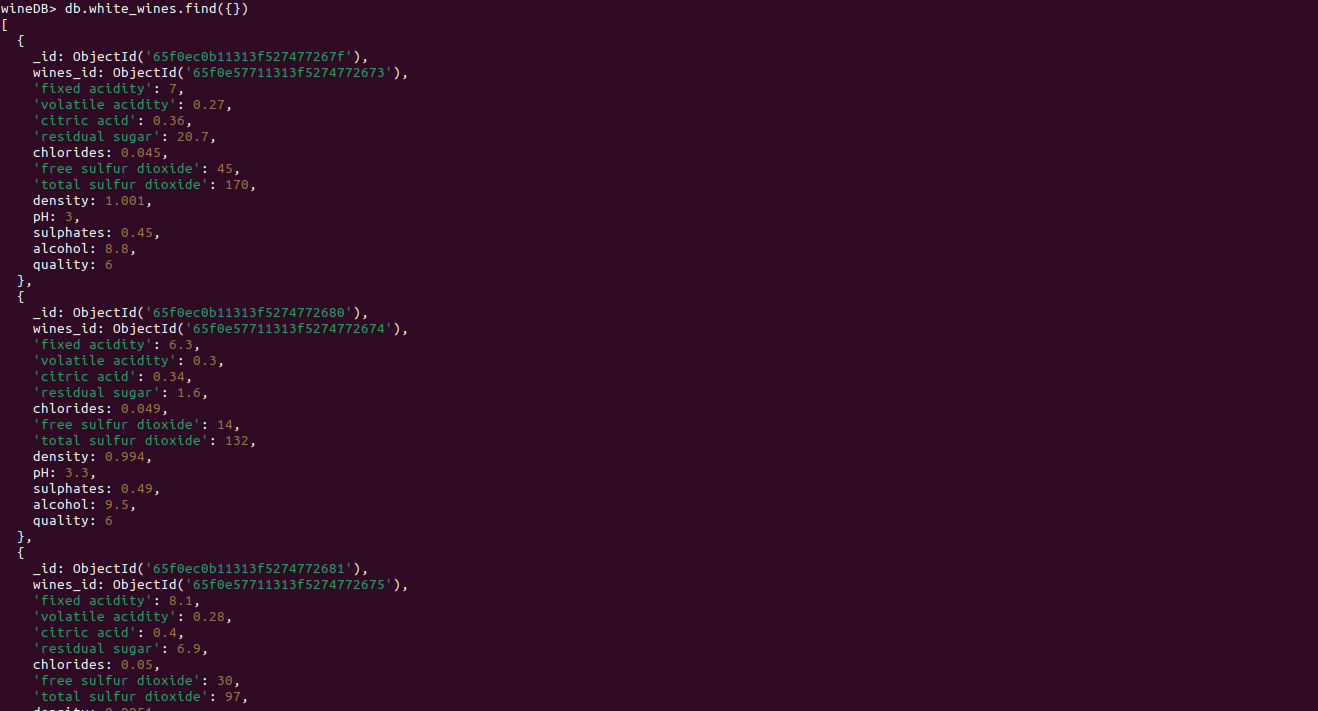 wineDB> db.white_wines.find({})
[
  {
    _id: ObjectId('65f0ec0b11313f527477267f'),
    wines_id: ObjectId('65f0e57711313f5274772673'),
    'fixed acidity': 7,
    'volatile acidity': 0.27,
    'citric acid': 0.36,
    'residual sugar': 20.7,
    chlorides: 0.045,
    'free sulfur dioxide': 45,
    'total sulfur dioxide': 170,
    density: 1.001,
    pH: 3,
    sulphates: 0.45,
    alcohol: 8.8,
    quality: 6
  },
  {
    _id: ObjectId('65f0ec0b11313f5274772680'),
    wines_id: ObjectId('65f0e57711313f5274772674'),
    'fixed acidity': 6.3,
    'volatile acidity': 0.3,
    'citric acid': 0.34,
    'residual sugar': 1.6,
    chlorides: 0.049,
    'free sulfur dioxide': 14,
    'total sulfur dioxide': 132,
    density: 0.994,
    pH: 3.3,
    sulphates: 0.49,
    alcohol: 9.5,
    quality: 6
  },
  {
    _id: ObjectId('65f0ec0b11313f5274772681'),
    wines_id: ObjectId('65f0e57711313f5274772675'),
    'fixed acidity': 8.1,
    'volatile acidity': 0.28,
    'citric acid': 0.4,
    'residual sugar': 6.9,
    chlorides: 0.05,
    'free sulfur dioxide': 30,
    'total sulfur dioxide': 97,
    density: 0.9951,